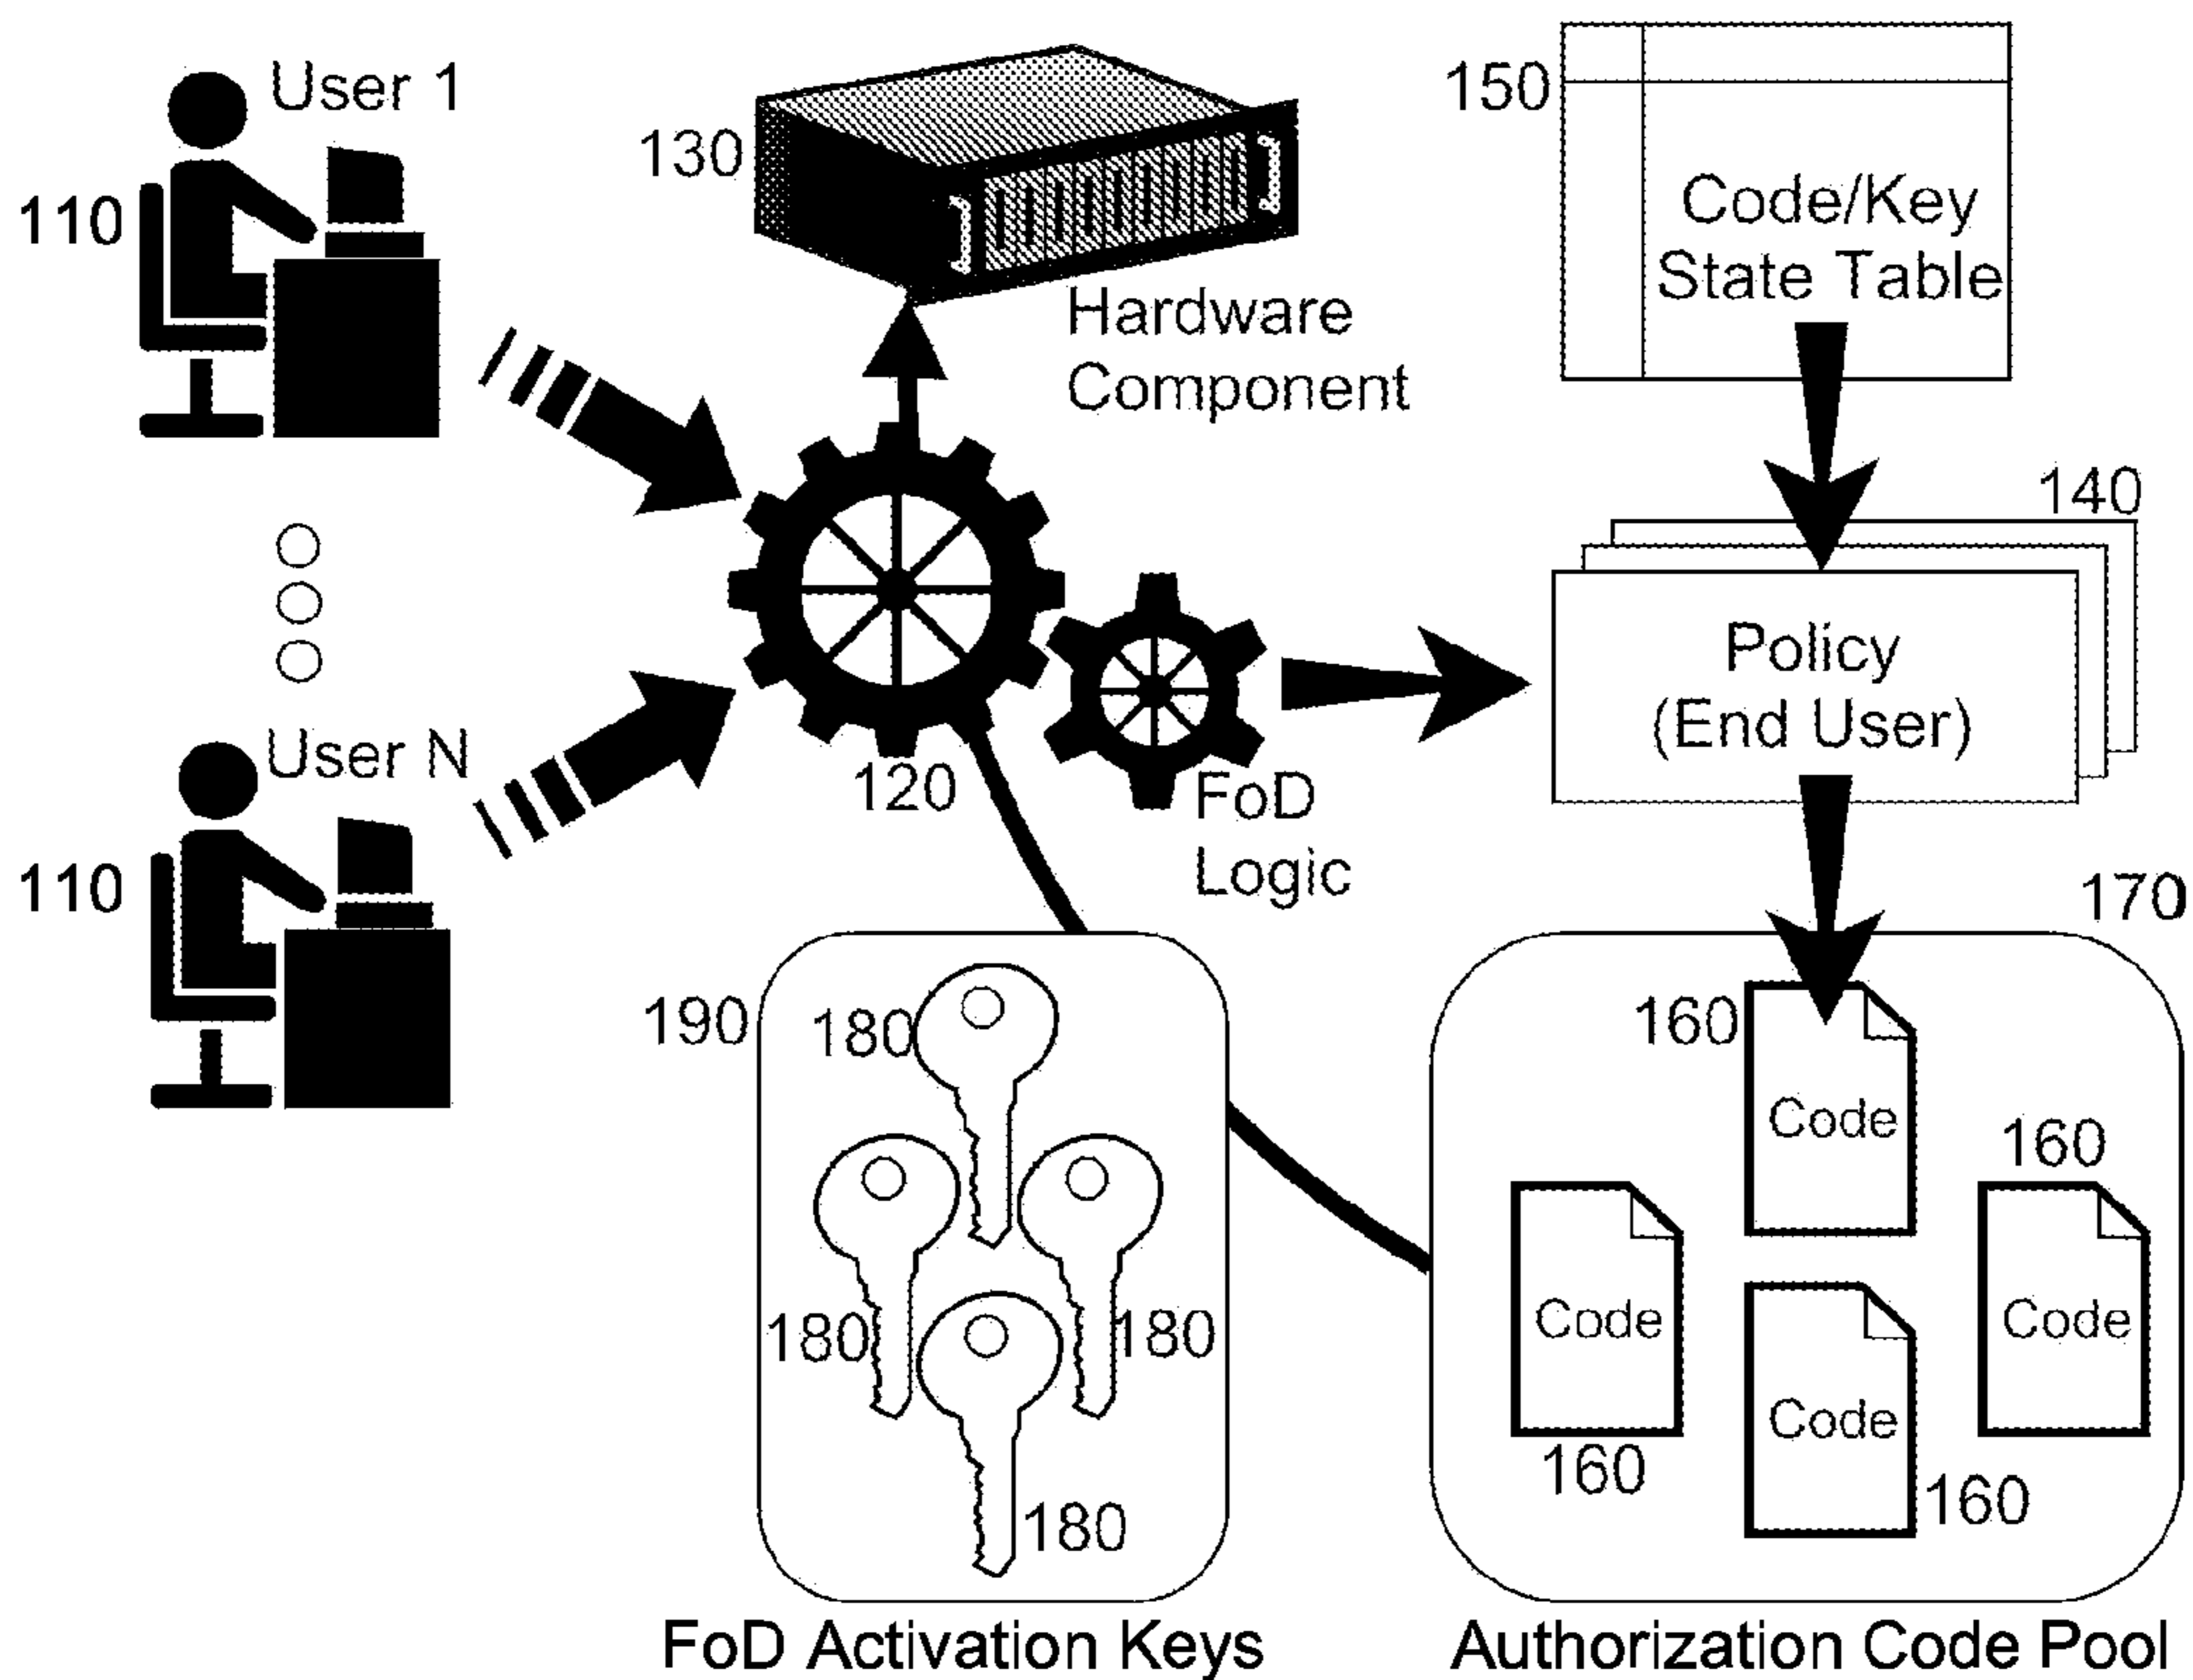 User 1
110
130
Hardware
Component
150
Code/Key
State Table
140
Policy
(End User)
User N
110
120
FoD
Logic
190
180
180
180
180
FoD Activation Keys
170
160
Code
160
Code
160
Code
Code
160
Authorization Code Pool